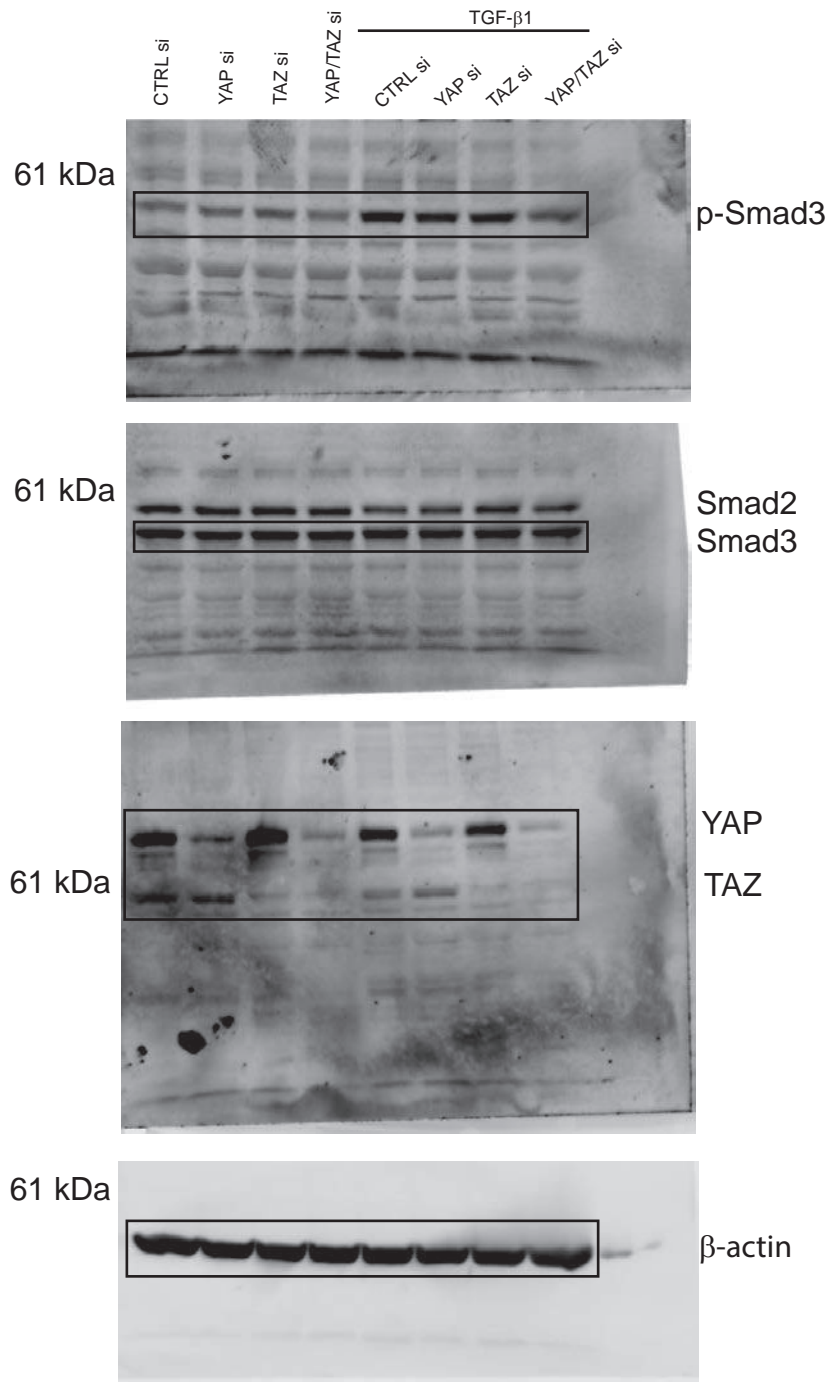 TGF-β1
CTRL si
YAP si
TAZ si
YAP/TAZ si
CTRL si
YAP si
TAZ si
YAP/TAZ si
61 kDa
p-Smad3
61 kDa
Smad2
Smad3
YAP
61 kDa
TAZ
61 kDa
β-actin